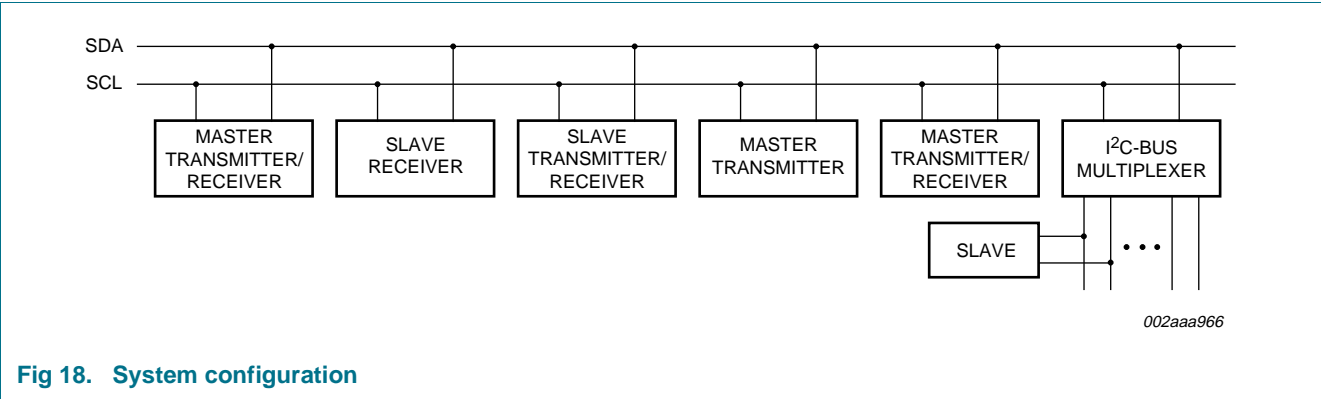 SDA
SCL
MASTER
TRANSMITTER/
RECEIVER
SLAVE
RECEIVER
SLAVE
TRANSMITTER/
RECEIVER
MASTER
TRANSMITTER
MASTER
TRANSMITTER/
RECEIVER
I²C-BUS
MULTIPLEXER
SLAVE
002aaa966
Fig 18. System configuration